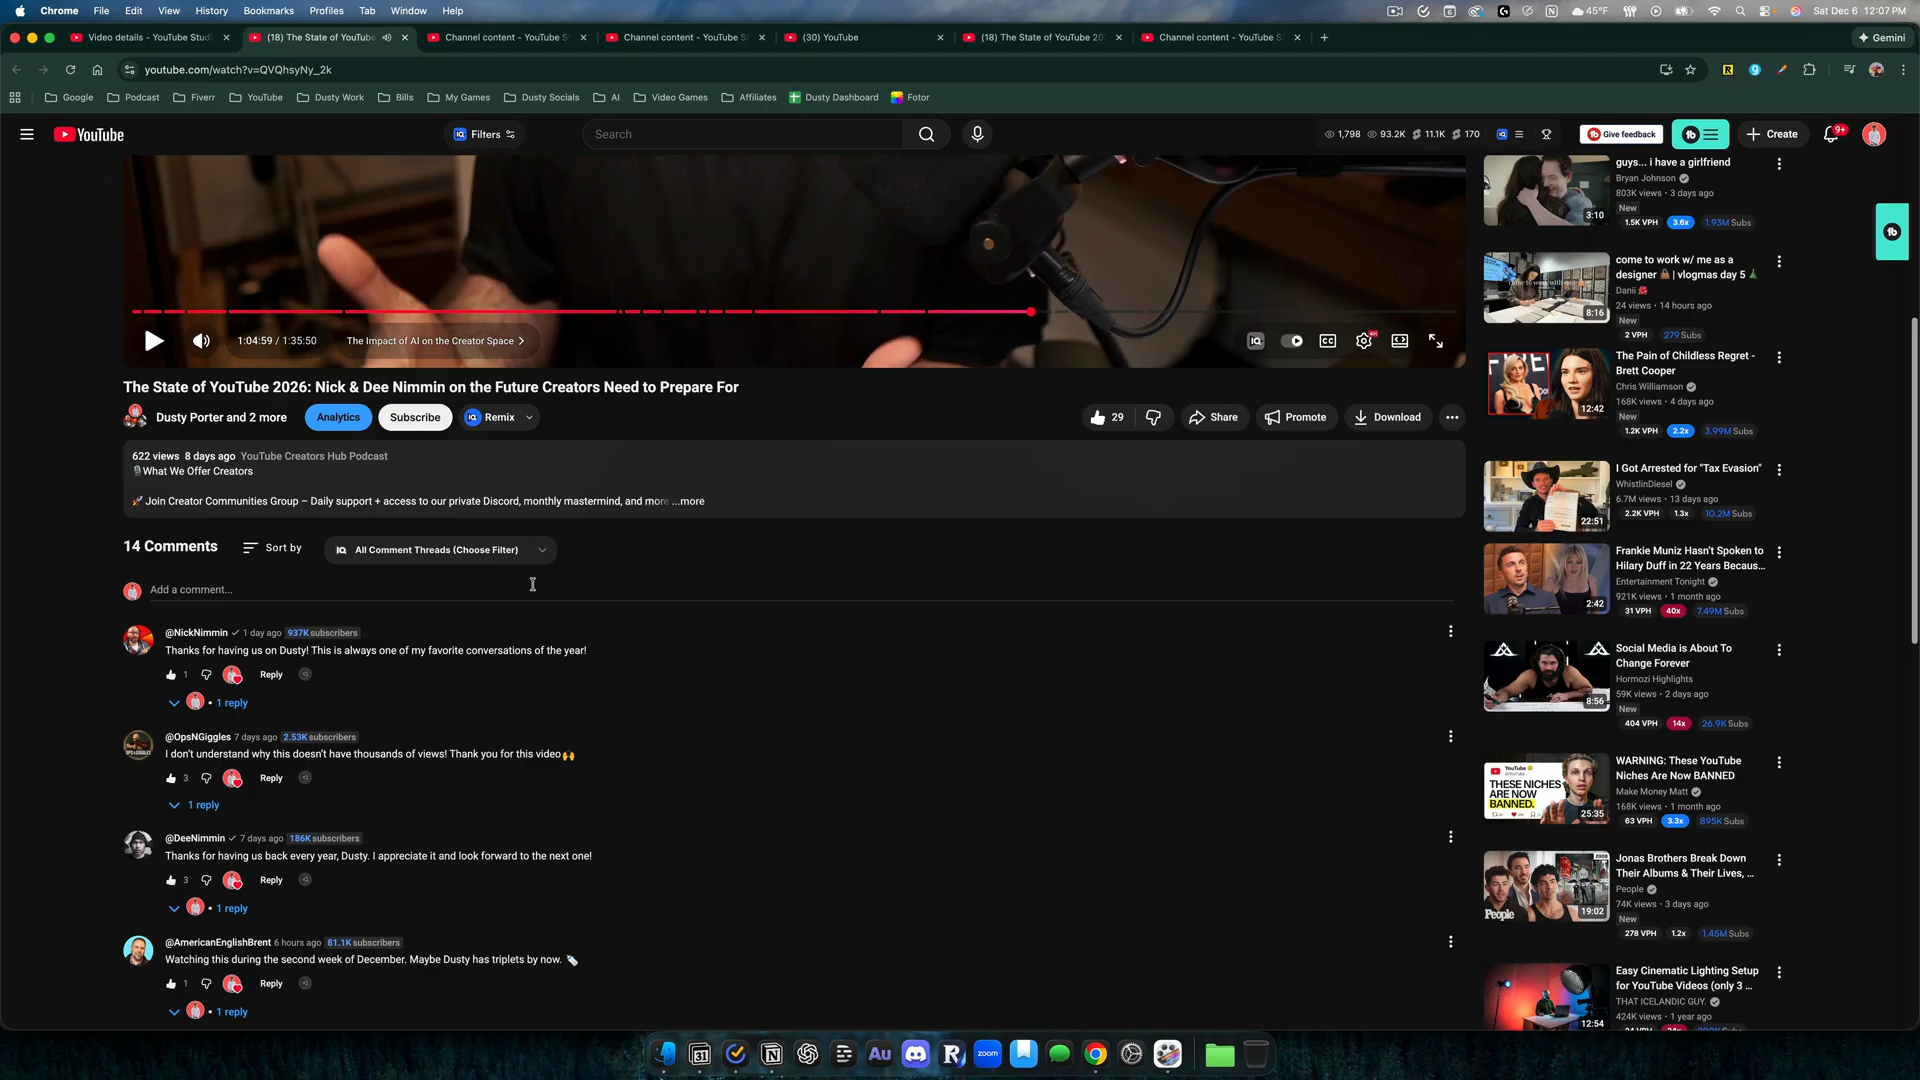 Chrome File Edit View History Bookmarks Profiles Tab Window Help 6 45°F Sat Dec 6 12:07 PM
Video details - YouTube Studi (18) The State of YouTube Channel content - YouTube S Channel content - YouTube S (30) YouTube (18) The State of YouTube 20 Channel content - YouTube S Gemini
youtube.com/watch?v=QVQhsyNy_2k
Google Podcast Fiverr YouTube Dusty Work Bills My Games Dusty Socials AI Video Games Affiliates Dusty Dashboard Fotor
YouTube Filters Search 1,798 93.2K 11.1K 170 Give feedback Create 9+
1:04:59 / 1:35:50 The Impact of AI on the Creator Space
The State of YouTube 2026: Nick & Dee Nimmin on the Future Creators Need to Prepare For
Dusty Porter and 2 more Analytics Subscribe Remix 29 Share Promote Download
622 views 8 days ago YouTube Creators Hub Podcast
🎙️What We Offer Creators
🚀 Join Creator Communities Group – Daily support + access to our private Discord, monthly mastermind, and more ...more
14 Comments Sort by All Comment Threads (Choose Filter)
Add a comment...
@NickNimmin 1 day ago 937K subscribers
Thanks for having us on Dusty! This is always one of my favorite conversations of the year!
1 Reply
1 reply
@OpsNGiggles 7 days ago 2.53K subscribers
I don't understand why this doesn't have thousands of views! Thank you for this video🙌
3 Reply
1 reply
@DeeNimmin 7 days ago 186K subscribers
Thanks for having us back every year, Dusty. I appreciate it and look forward to the next one!
3 Reply
1 reply
@AmericanEnglishBrent 6 hours ago 81.1K subscribers
Watching this during the second week of December. Maybe Dusty has triplets by now. 🍼
1 Reply
1 reply
guys... i have a girlfriend
Bryan Johnson
803K views • 3 days ago
New
3:10
1.5K VPH 3.6x 1.93M Subs
come to work w/ me as a
designer 👜 | vlogmas day 5 🎄
Danii 🌺
24 views • 14 hours ago
New
8:16
2 VPH 279 Subs
The Pain of Childless Regret -
Brett Cooper
Chris Williamson
168K views • 4 days ago
New
12:42
1.2K VPH 2.2x 3.99M Subs
I Got Arrested for "Tax Evasion"
WhistlinDiesel
6.7M views • 13 days ago
2.2K VPH 1.3x 10.2M Subs
22:51
Frankie Muniz Hasn't Spoken to
Hilary Duff in 22 Years Becaus...
Entertainment Tonight
921K views • 1 month ago
2:42
31 VPH 40x 7.49M Subs
Social Media is About To
Change Forever
Hormozi Highlights
59K views • 2 days ago
New
8:56
404 VPH 14x 26.9K Subs
WARNING: These YouTube
Niches Are Now BANNED
Make Money Matt
168K views • 1 month ago
YouTube
THESE NICHES
ARE NOW
BANNED.
25:35
63 VPH 3.3x 895K Subs
Jonas Brothers Break Down
Their Albums & Their Lives, ...
People
74K views • 3 days ago
New
People
19:02
278 VPH 1.2x 1.45M Subs
Easy Cinematic Lighting Setup
for YouTube Videos (only 3 ...
THAT ICELANDIC GUY.
424K views • 1 year ago
12:54
31 Au zoom